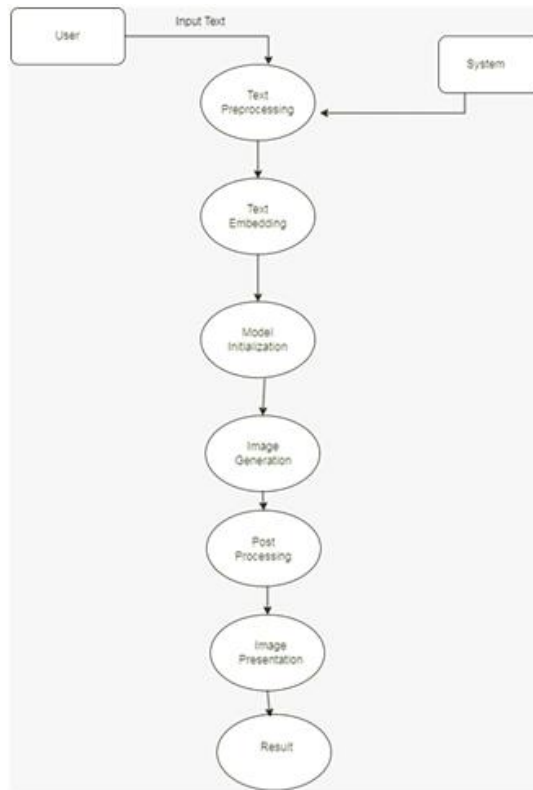 User
Input Text
System
Text
Preprocessing
Text
Embedding
Model
Initialization
Image
Generation
Post
Processing
Image
Presentation
Result